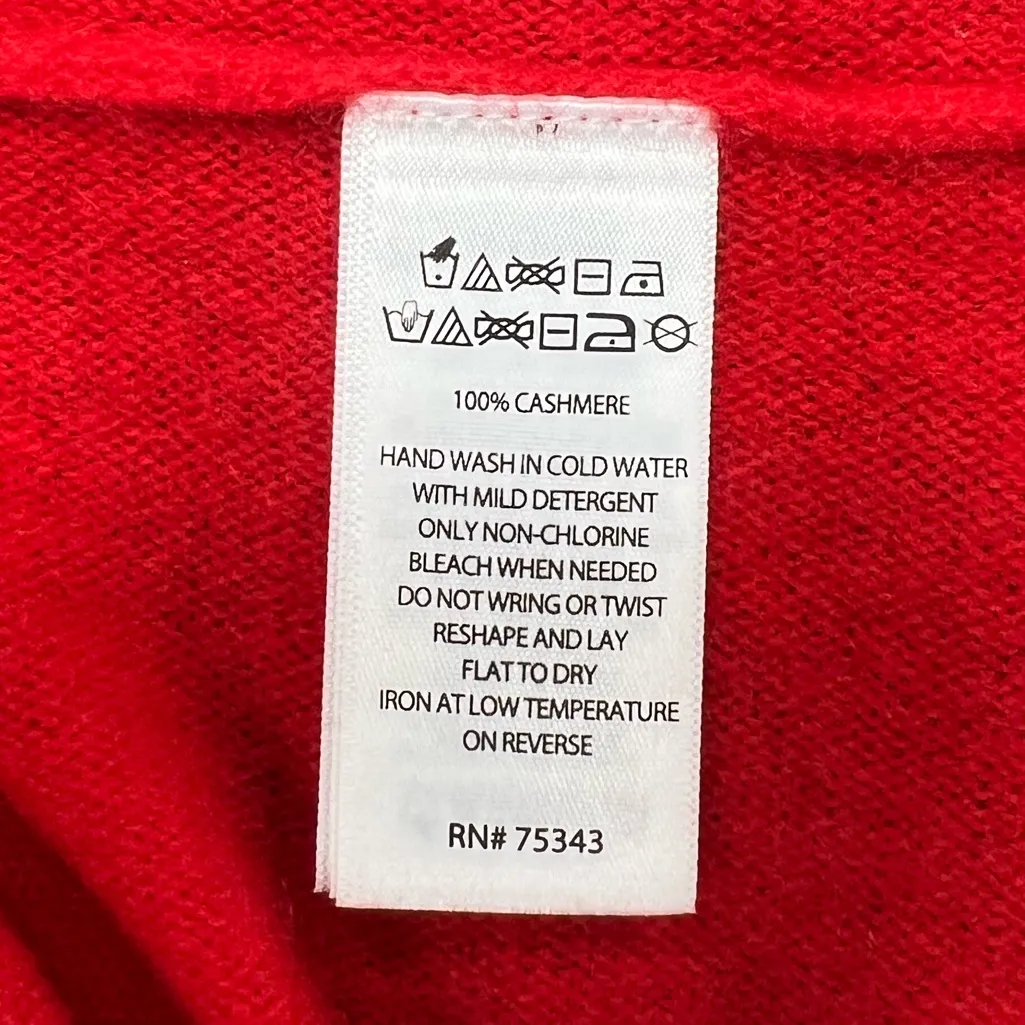 100% CASHMERE
HAND WASH IN COLD WATER
WITH MILD DETERGENT
ONLY NON-CHLORINE
BLEACH WHEN NEEDED
DO NOT WRING OR TWIST
RESHAPE AND LAY
FLAT TO DRY
IRON AT LOW TEMPERATURE
ON REVERSE
RN# 75343